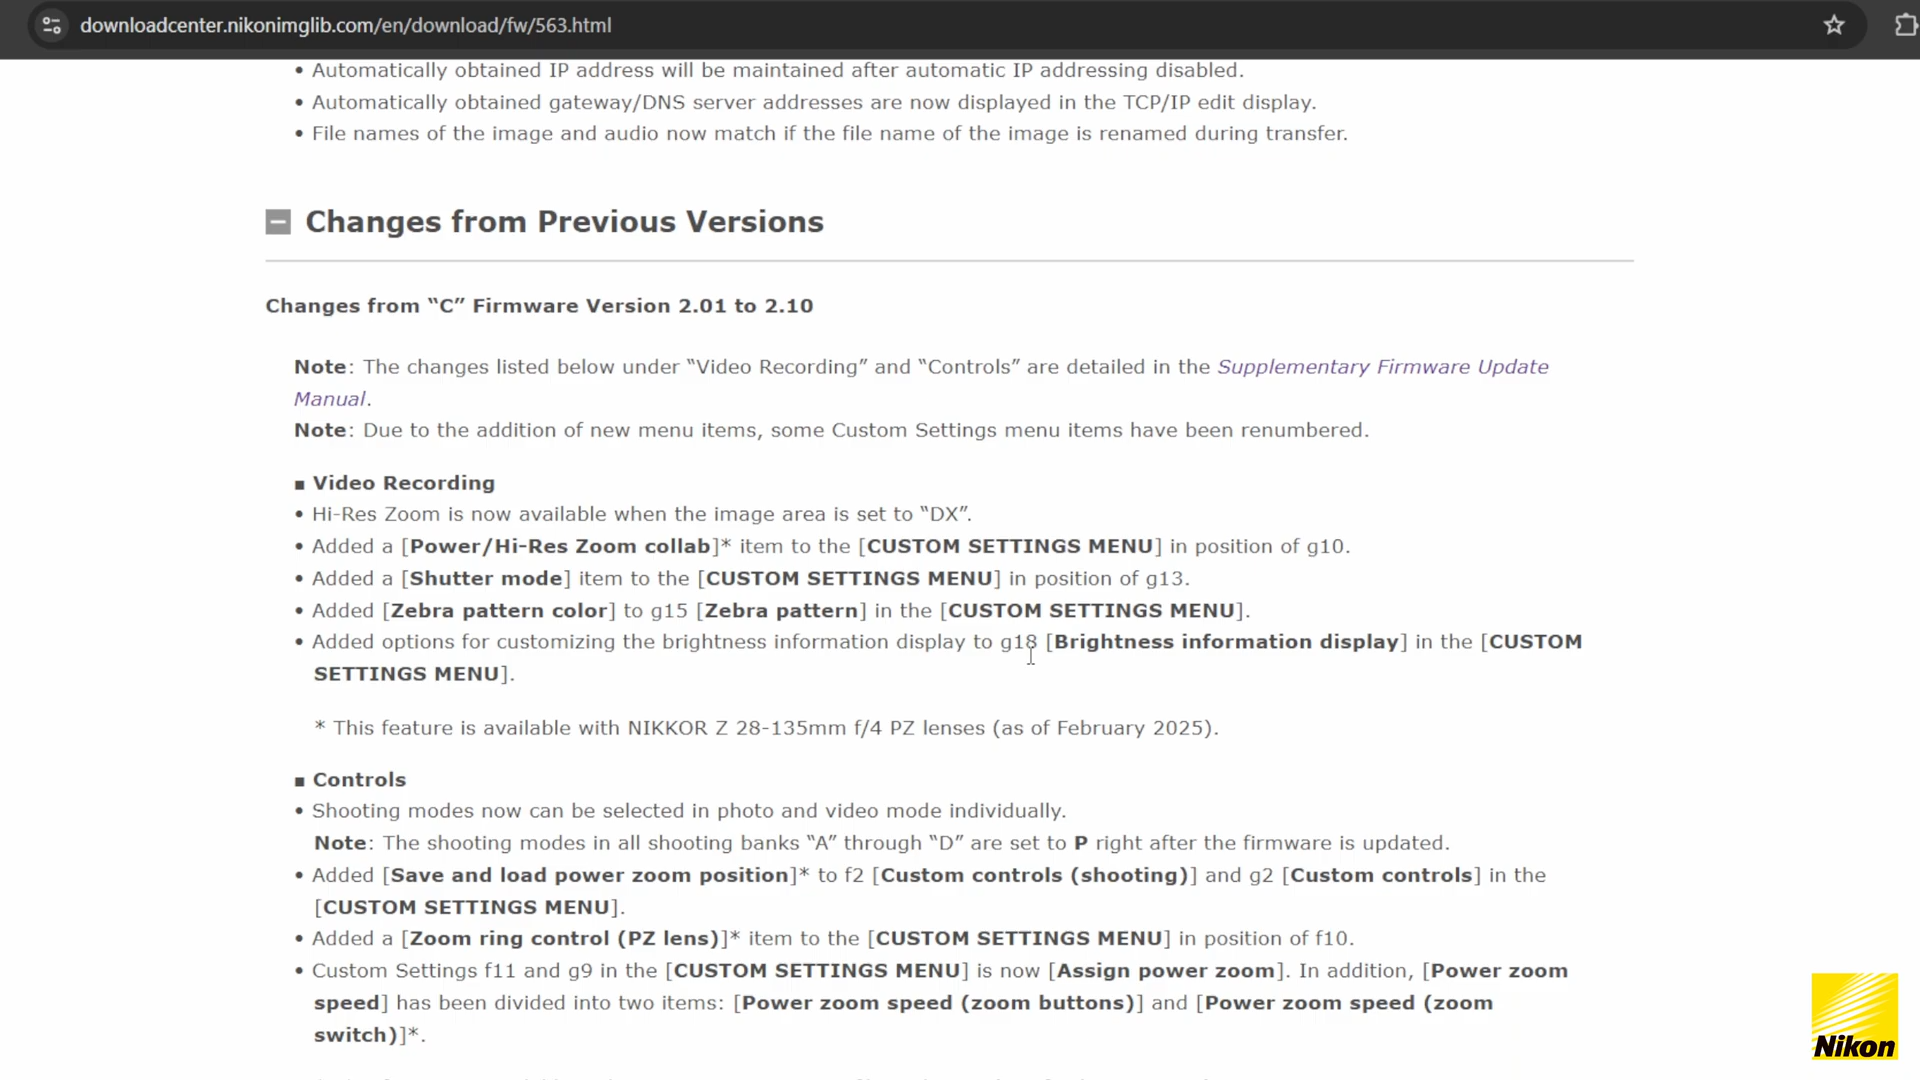 downloadcenter.nikonimglib.com/en/download/fw/563.html
• Automatically obtained IP address will be maintained after automatic IP addressing disabled.
• Automatically obtained gateway/DNS server addresses are now displayed in the TCP/IP edit display.
• File names of the image and audio now match if the file name of the image is renamed during transfer.
Changes from Previous Versions
Changes from “C” Firmware Version 2.01 to 2.10
Note: The changes listed below under “Video Recording” and “Controls” are detailed in the Supplementary Firmware Update
Manual.
Note: Due to the addition of new menu items, some Custom Settings menu items have been renumbered.
■ Video Recording
• Hi-Res Zoom is now available when the image area is set to “DX”.
• Added a [Power/Hi-Res Zoom collab]* item to the [CUSTOM SETTINGS MENU] in position of g10.
• Added a [Shutter mode] item to the [CUSTOM SETTINGS MENU] in position of g13.
• Added [Zebra pattern color] to g15 [Zebra pattern] in the [CUSTOM SETTINGS MENU].
• Added options for customizing the brightness information display to g18 [Brightness information display] in the [CUSTOM
SETTINGS MENU].
* This feature is available with NIKKOR Z 28-135mm f/4 PZ lenses (as of February 2025).
■ Controls
• Shooting modes now can be selected in photo and video mode individually.
Note: The shooting modes in all shooting banks “A” through “D” are set to P right after the firmware is updated.
• Added [Save and load power zoom position]* to f2 [Custom controls (shooting)] and g2 [Custom controls] in the
[CUSTOM SETTINGS MENU].
• Added a [Zoom ring control (PZ lens)]* item to the [CUSTOM SETTINGS MENU] in position of f10.
• Custom Settings f11 and g9 in the [CUSTOM SETTINGS MENU] is now [Assign power zoom]. In addition, [Power zoom
speed] has been divided into two items: [Power zoom speed (zoom buttons)] and [Power zoom speed (zoom
switch)]*.
Nikon